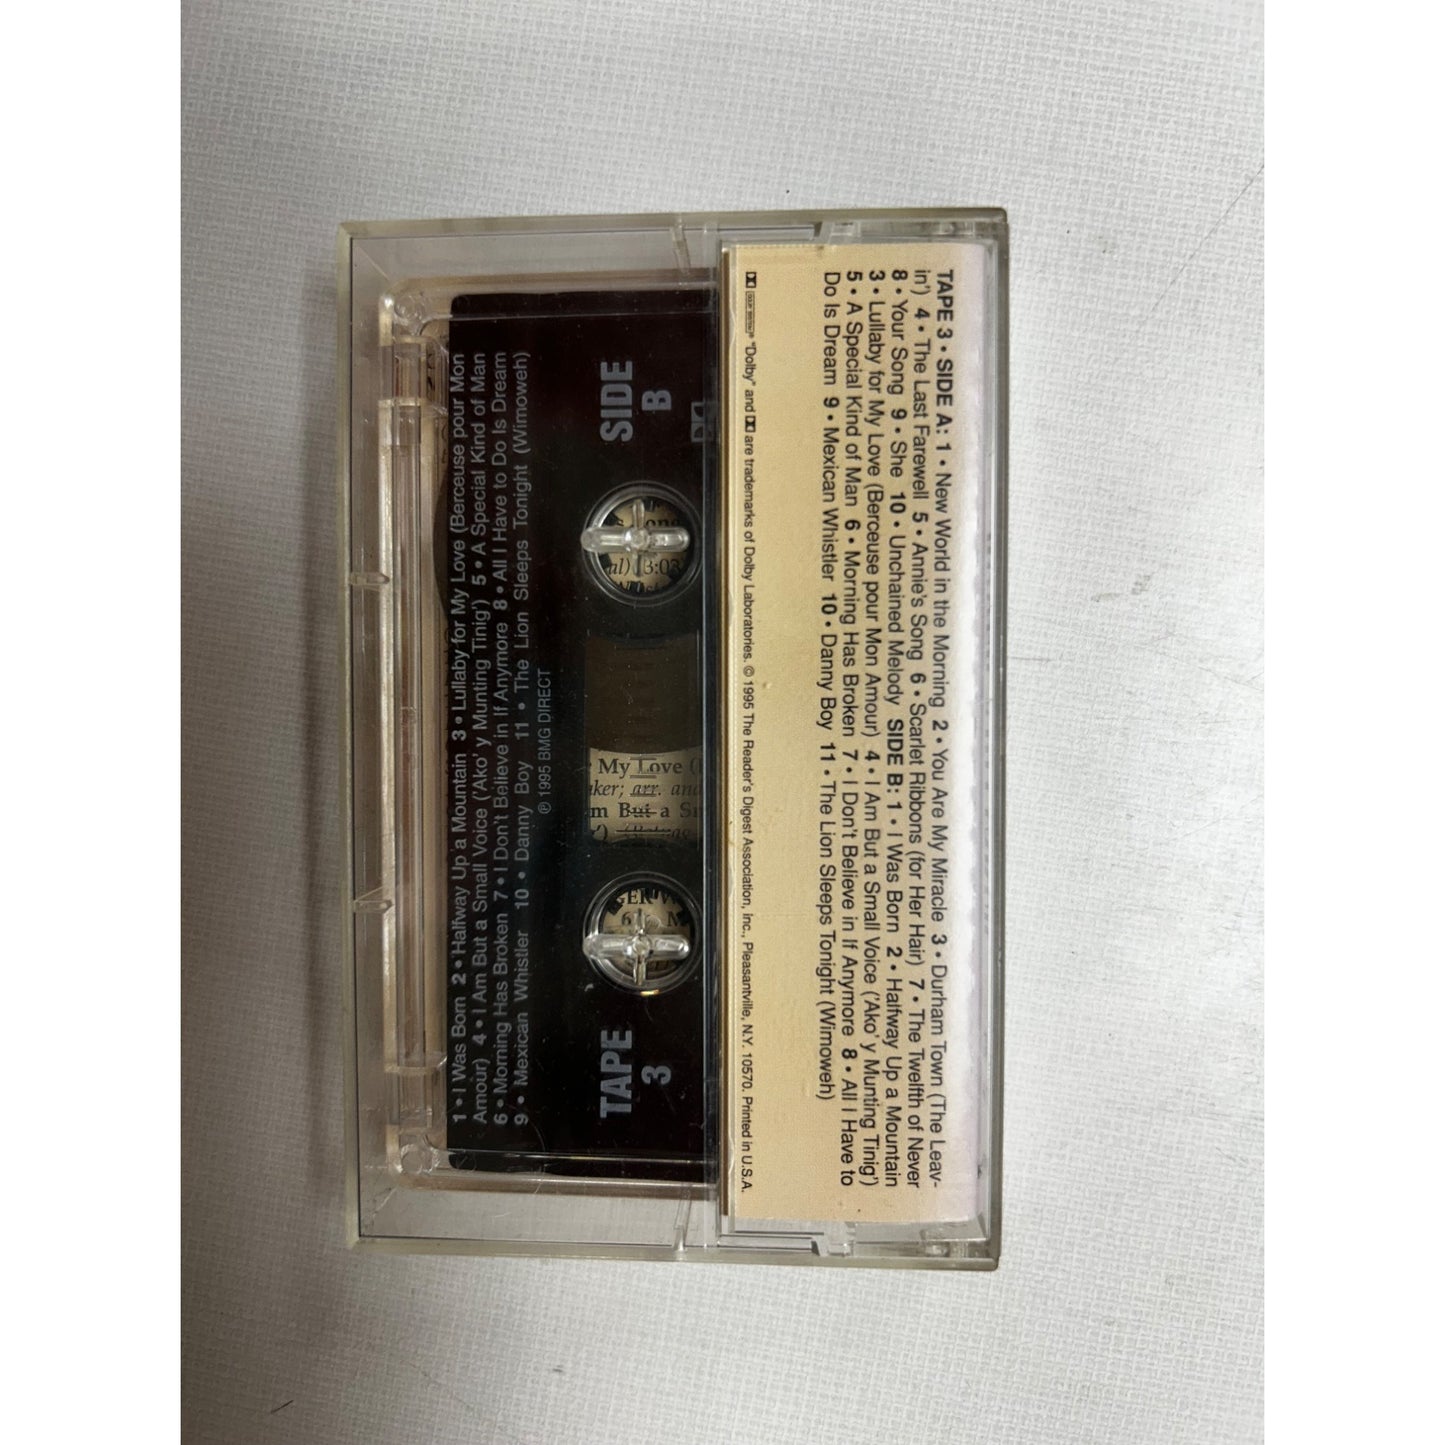 TAPE 3 • SIDE A: 1 • New World in the Morning 2 • You Are My Miracle 3 • Durham Town (The Leav-
in') 4 • The Last Farewell 5 • Annie's Song 6 • Scarlet Ribbons (for Her Hair) 7 • The Twelfth of Never
8 • Your Song 9 • She 10 • Unchained Melody SIDE B: 1 • I Was Born 2 • Halfway Up a Mountain
3 • Lullaby for My Love (Berceuse pour Mon Amour) 4 • I Am But a Small Voice ('Ako' y Munting Tinig')
5 • A Special Kind of Man 6 • Morning Has Broken 7 • I Don't Believe in If Anymore 8 • All I Have to
Do Is Dream 9 • Mexican Whistler 10 • Danny Boy 11 • The Lion Sleeps Tonight (Wimoweh)
"Dolby" and are trademarks of Dolby Laboratories. © 1995 The Reader's Digest Association, Inc., Pleasantville, N.Y. 10570. Printed in U.S.A.
1 • I Was Born 2 • Halfway Up a Mountain 3 • Lullaby for My Love (Berceuse pour Mon
Amour) 4 • I Am But a Small Voice ('Ako' y Munting Tinig') 5 • A Special Kind of Man
6 • Morning Has Broken 7 • I Don't Believe in If Anymore 8 • All I Have to Do Is Dream
9 • Mexican Whistler 10 • Danny Boy 11 • The Lion Sleeps Tonight (Wimoweh)
℗ 1995 BMG DIRECT
TAPE
3
SIDE
B
My Love (
arr. and
m But a Sm